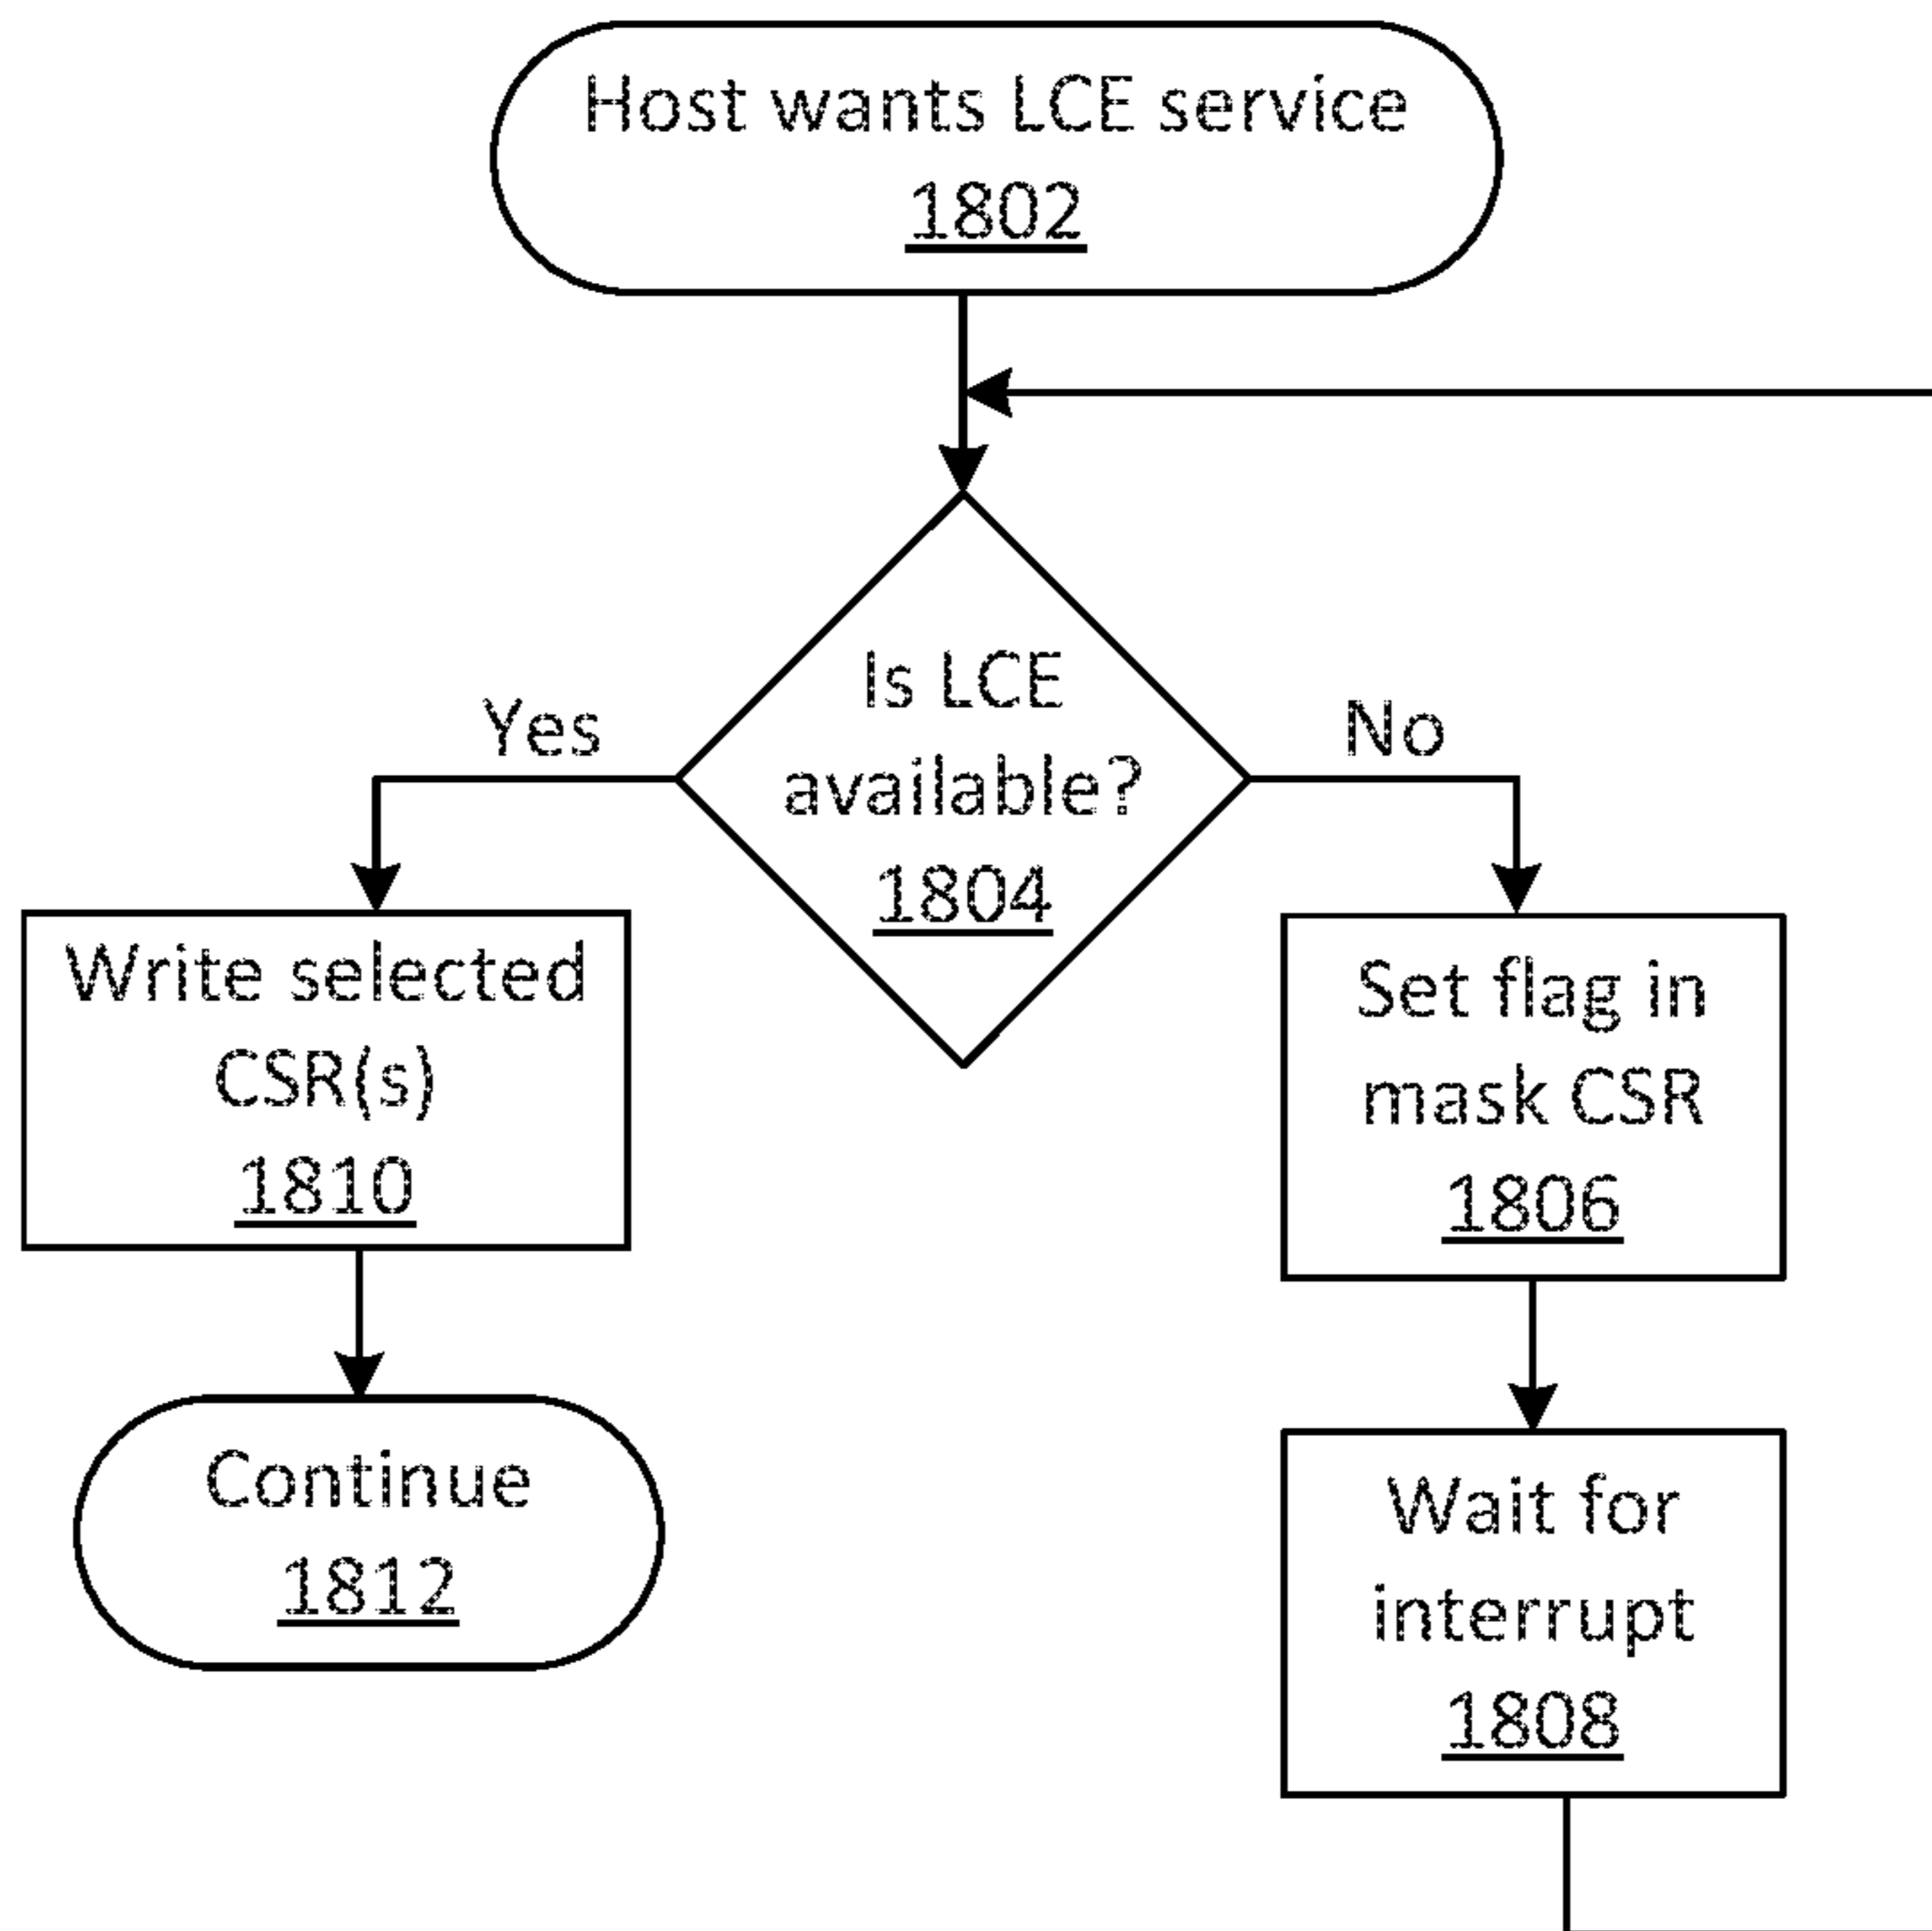 Host wants LCE service
1802
Is LCE
available?
1804
Yes
No
Write selected
CSR(s)
1810
Set flag in
mask CSR
1806
Continue
1812
Wait for
interrupt
1808